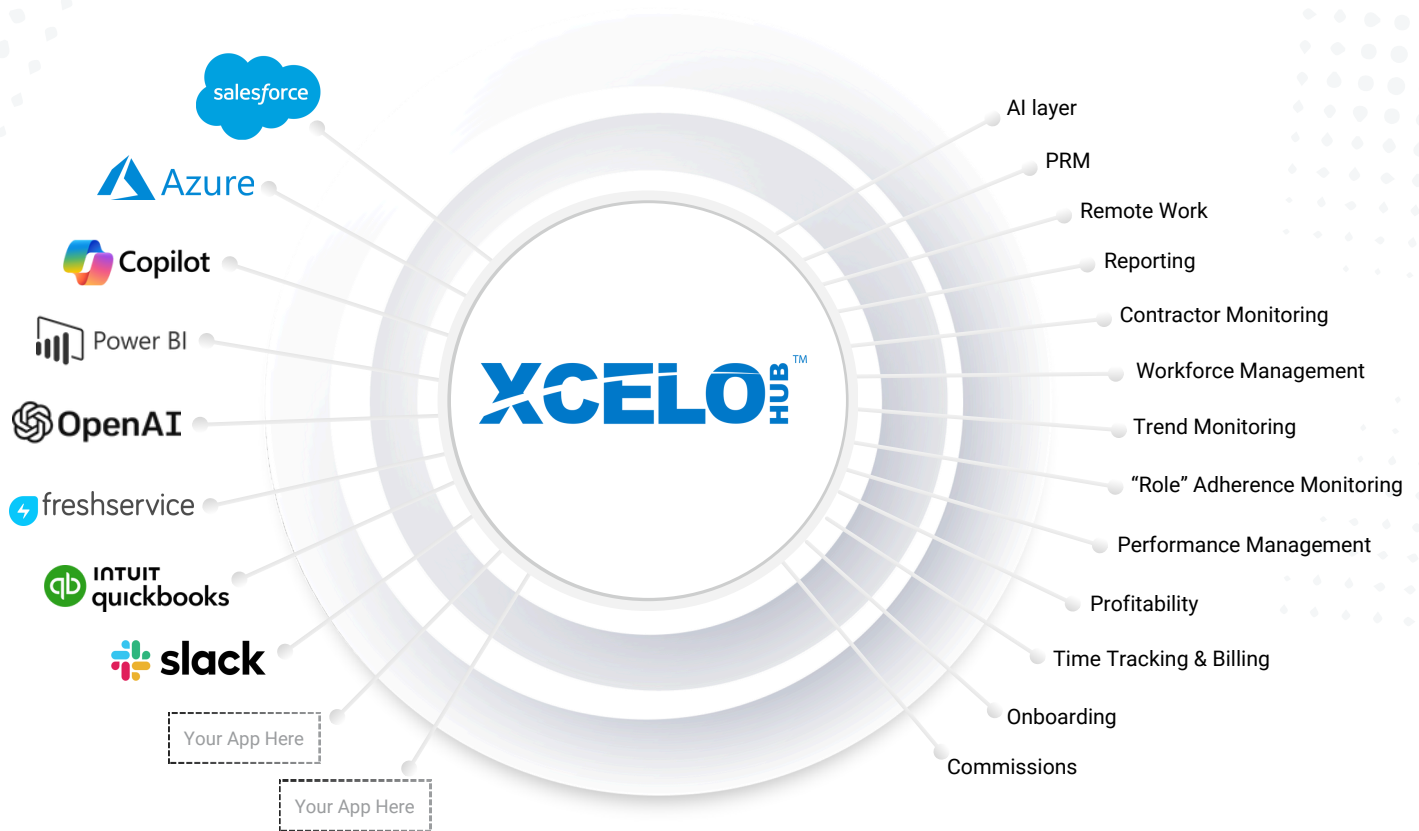 salesforce
Azure
Copilot
Power BI
OpenAI
freshservice
qb INTUIT
quickbooks
slack
Your App Here
Your App Here
XCELO HUB™
AI layer
PRM
Remote Work
Reporting
Contractor Monitoring
Workforce Management
Trend Monitoring
“Role” Adherence Monitoring
Performance Management
Profitability
Time Tracking & Billing
Onboarding
Commissions